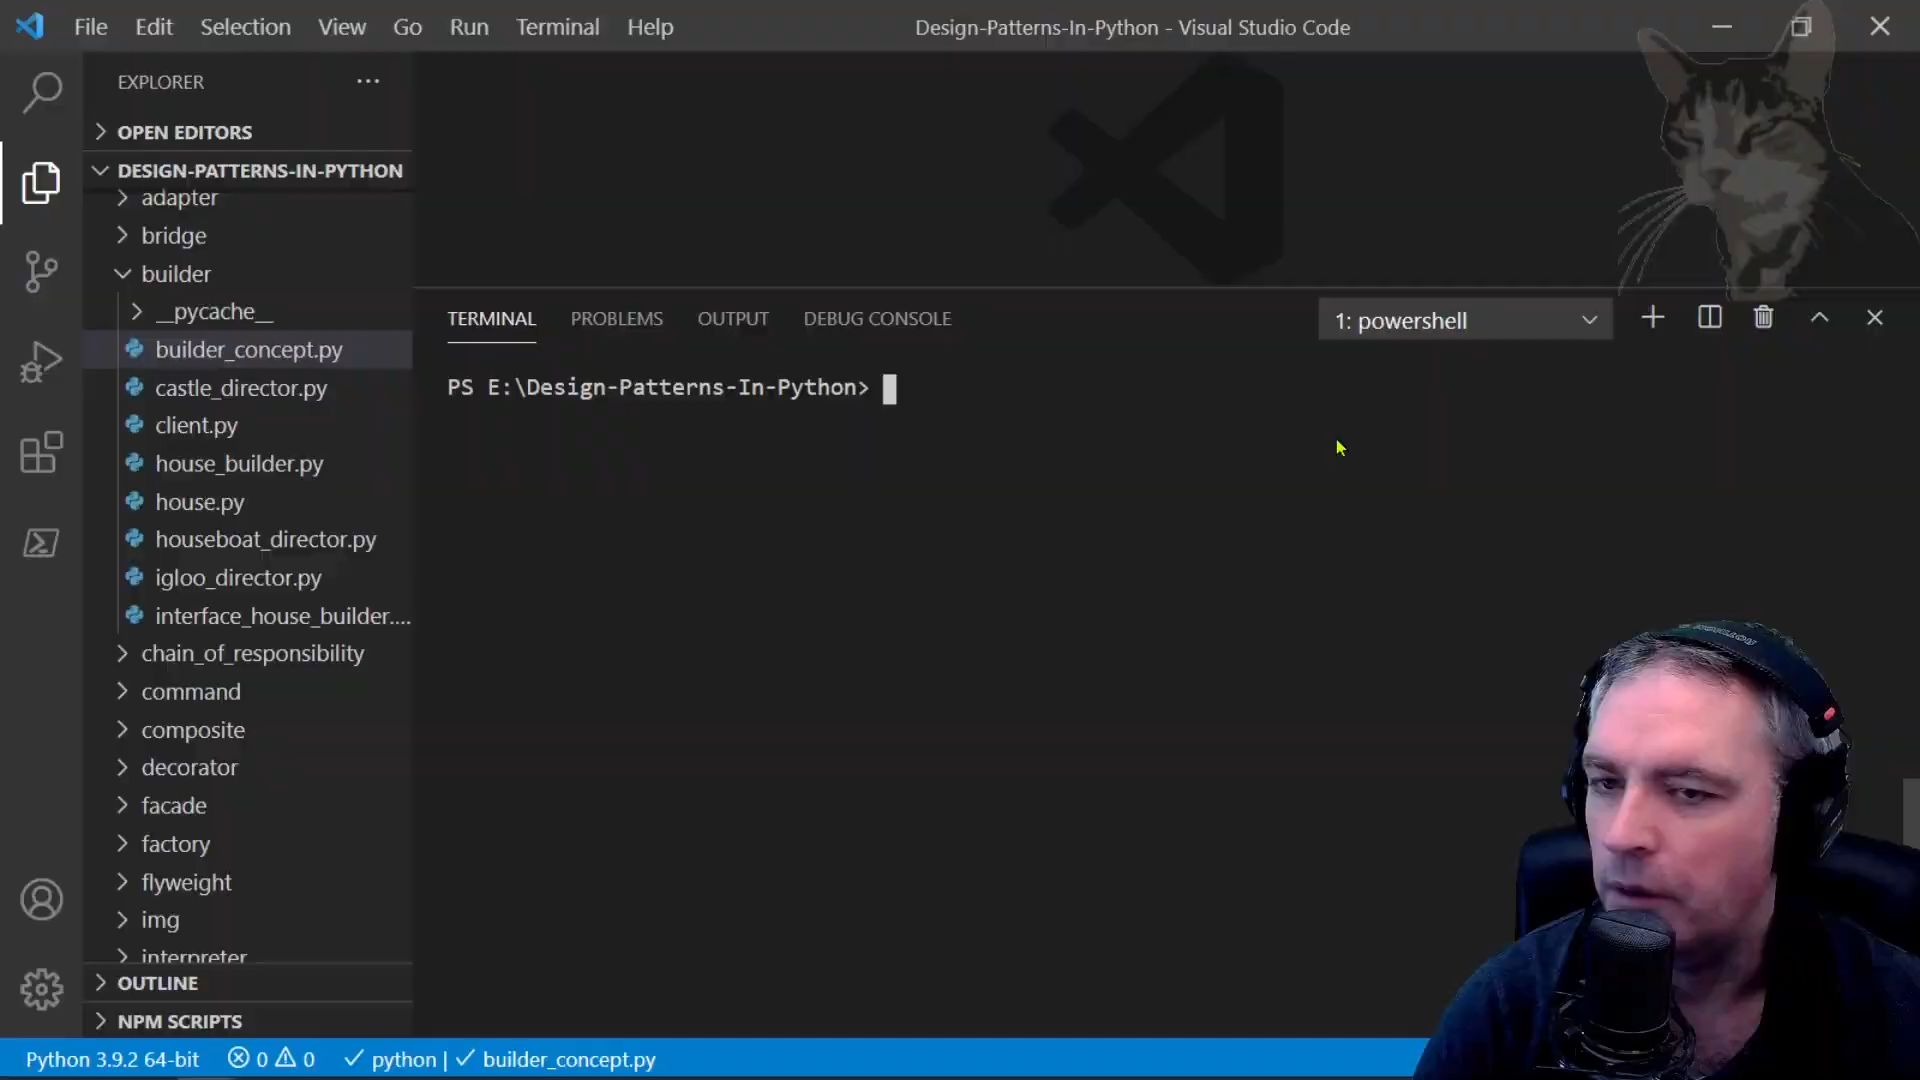 File Edit Selection View Go Run Terminal Help
Design-Patterns-In-Python - Visual Studio Code
EXPLORER
OPEN EDITORS
DESIGN-PATTERNS-IN-PYTHON
adapter
bridge
builder
__pycache__
builder_concept.py
castle_director.py
client.py
house_builder.py
house.py
houseboat_director.py
igloo_director.py
interface_house_builder....
chain_of_responsibility
command
composite
decorator
facade
factory
flyweight
img
interpreter
OUTLINE
NPM SCRIPTS
TERMINAL PROBLEMS OUTPUT DEBUG CONSOLE
1: powershell
PS E:\Design-Patterns-In-Python>
Python 3.9.2 64-bit 0 0 python | builder_concept.py